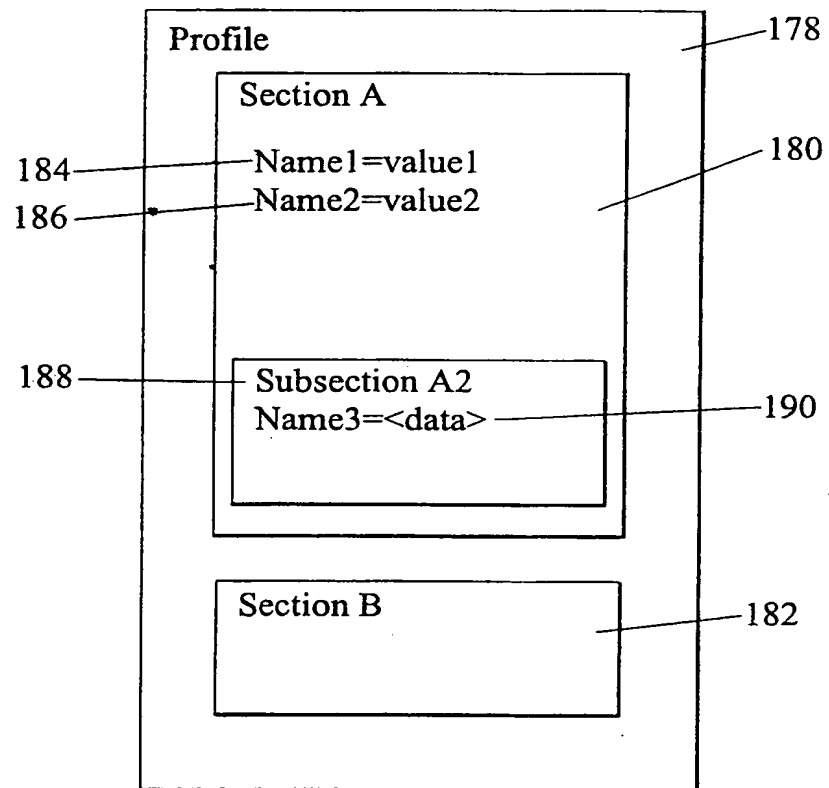 Profile
178
Section A
184
Name1=value1
180
186
Name2=value2
188
Subsection A2
Name3=<data>
190
Section B
182